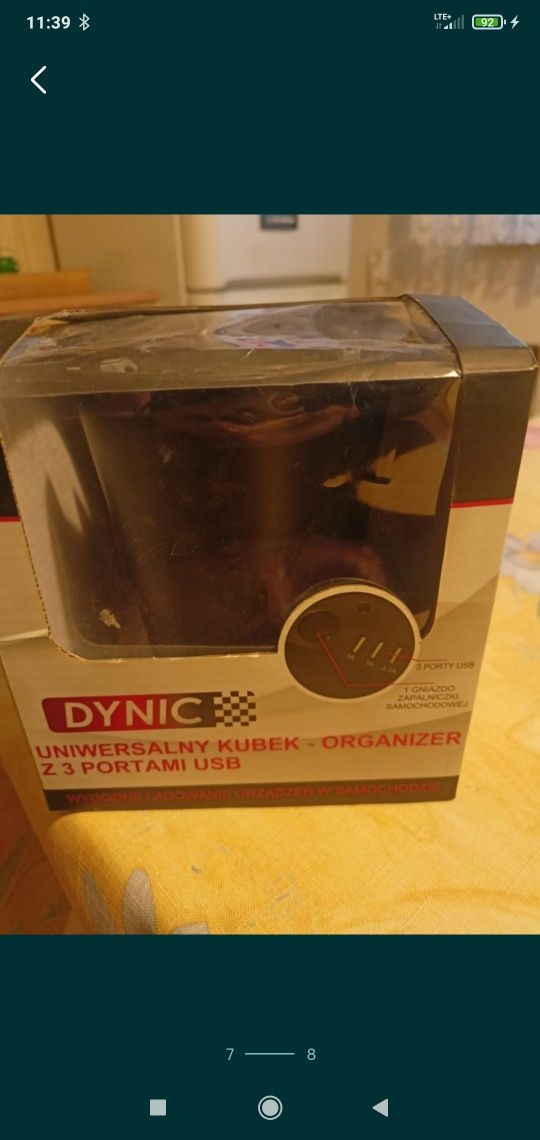 11:39
LTE+
92
3 PORTY USB
1 GNIAZDO
ZAPALNICZKI
SAMOCHODOWEJ
DYNIC
UNIWERSALNY KUBEK - ORGANIZER
Z 3 PORTAMI USB
WYGODNE ŁADOWANIE URZĄDZEŃ W SAMOCHODZIE
7
8